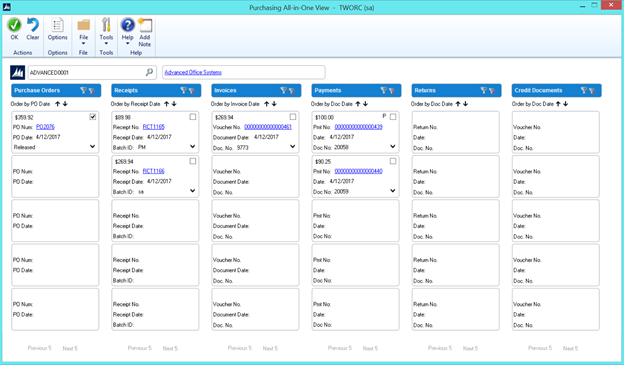 Purchasing All-in-One View - TWORC (sa)
OK Clear Options File Tools Help Add Note
Actions Options File Tools Help
ADVANCED0001 Advanced Office Systems
Purchase Orders Receipts Invoices Payments Returns Credit Documents
Order by PO Date Order by Receipt Date Order by Invoice Date Order by Doc Date Order by Doc Date Order by Doc Date
$359.92 $89.98 $269.94 $100.00 P
PO Num: PO2076 Receipt No. RCT1165 Voucher No. 00000000000000461 Pmt No: 00000000000000439 Return No. Doc. No.
PO Date: 4/12/2017 Receipt Date: 4/12/2017 Document Date: 4/12/2017 Date: 4/12/2017 Date: Date:
Released Batch ID: PM Doc. No. 9773 Doc No: 20058 Doc. No. Doc. No.
$269.94 $90.25
PO Num: Receipt No. RCT1166 Voucher No. Pmt No: 00000000000000440 Return No. Doc. No.
PO Date: Receipt Date: 4/12/2017 Document Date: Date: 4/12/2017 Date: Date:
Batch ID: sa Doc. No. Doc No: 20059 Doc. No. Doc. No.
PO Num: Receipt No. Voucher No. Pmt No: Return No. Doc. No.
PO Date: Receipt Date: Document Date: Date: Date: Date:
Batch ID: Doc. No. Doc No: Doc. No. Doc. No.
PO Num: Receipt No. Voucher No. Pmt No: Return No. Doc. No.
PO Date: Receipt Date: Document Date: Date: Date: Date:
Batch ID: Doc. No. Doc No: Doc. No. Doc. No.
PO Num: Receipt No. Voucher No. Pmt No: Return No. Doc. No.
PO Date: Receipt Date: Document Date: Date: Date: Date:
Batch ID: Doc. No. Doc No: Doc. No. Doc. No.
Previous 5 Next 5 Previous 5 Next 5 Previous 5 Next 5 Previous 5 Next 5 Previous 5 Next 5 Previous 5 Next 5